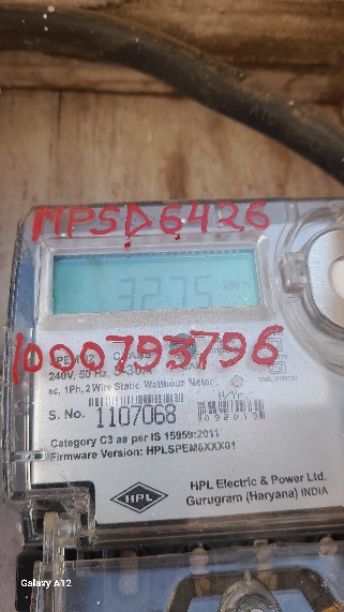 MPSD6426
3275
1000793796
240V, 50 Hz,
ac, 1Ph, 2 Wire Static Watthour Meter
S. No. 1107068
Category C3 as per IS 15959:2011
Firmware Version: HPLSPEM6XXX01
HPL
HPL Electric & Power Ltd.
Gurugram (Haryana) INDIA
Galaxy A12